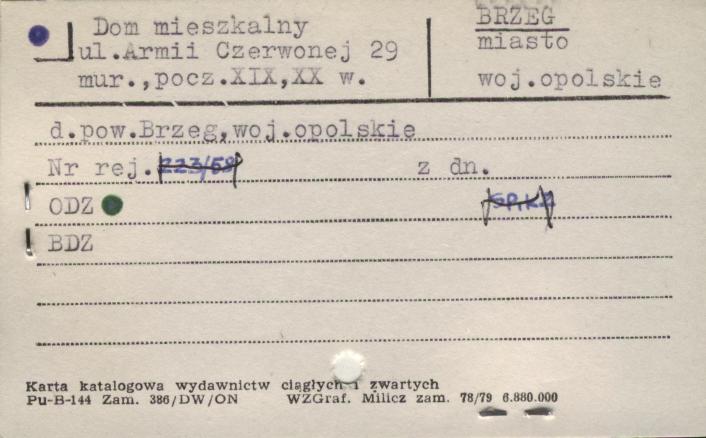 Dom mieszkalny
ul.Armii Czerwonej 29
mur.,pocz.XIX,XX w.
BRZEG
miasto
woj.opolskie
d.pow.Brzeg,woj.opolskie
Nr rej. 223/58 z dn.
ODZ
BDZ
Karta katalogowa wydawnictw ciągłych i zwartych
Pu-B-144 Zam. 386/DW/ON WZGraf. Milicz zam. 78/79 6.880.000